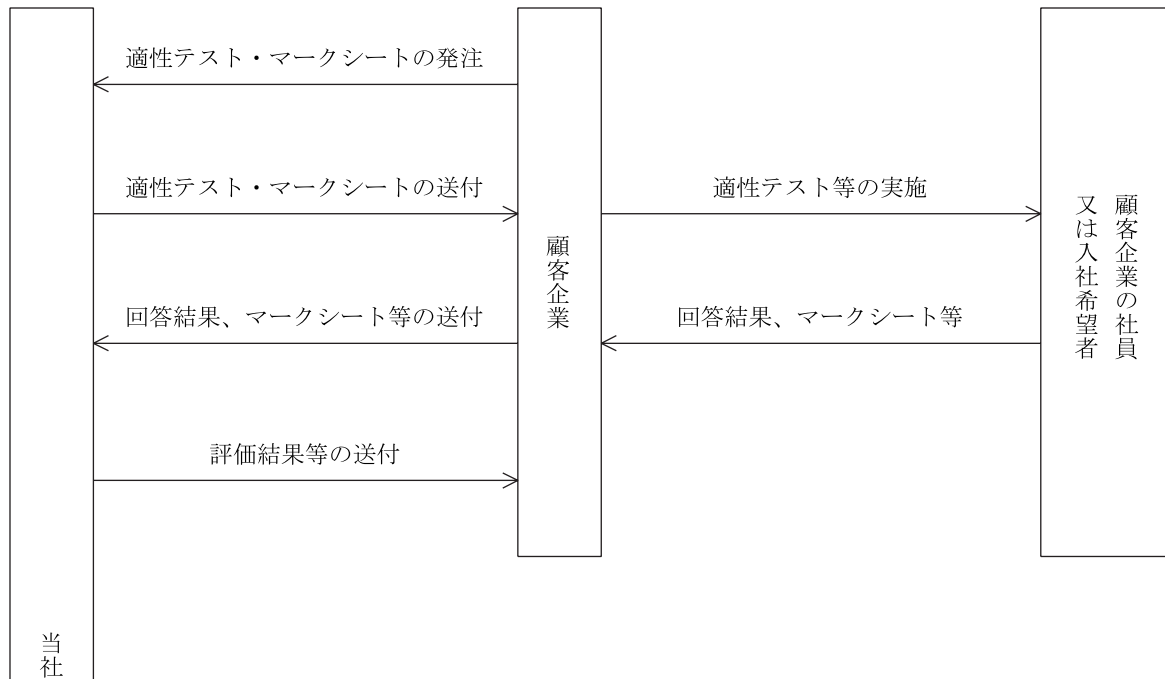 適性テスト・マークシートの発注
適性テスト・マークシートの送付
適性テスト等の実施
顧客企業
顧客企業の社員
又は入社希望者
回答結果、マークシート等の送付
回答結果、マークシート等
評価結果等の送付
当社